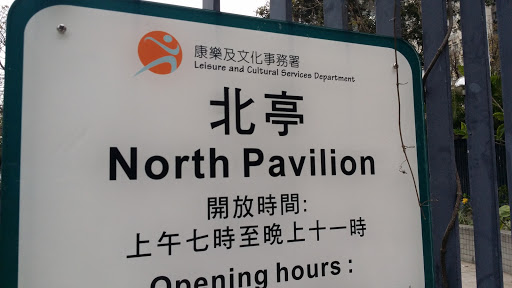 康樂及文化事務署
Leisure and Cultural Services Department
北亭
North Pavilion
開放時間:
上午七時至晚上十一時
Opening hours :